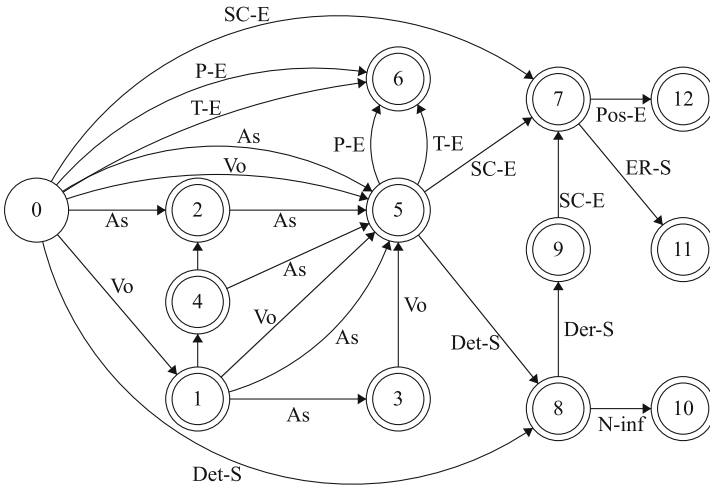 SC-E
P-E
T-E
As
Vo
0
As
2
As
6
P-E
T-E
5
SC-E
7
Pos-E
12
ER-S
SC-E
9
11
4
As
Vo
Vo
As
Vo
Det-S
Der-S
1
As
3
8
N-inf
10
Det-S